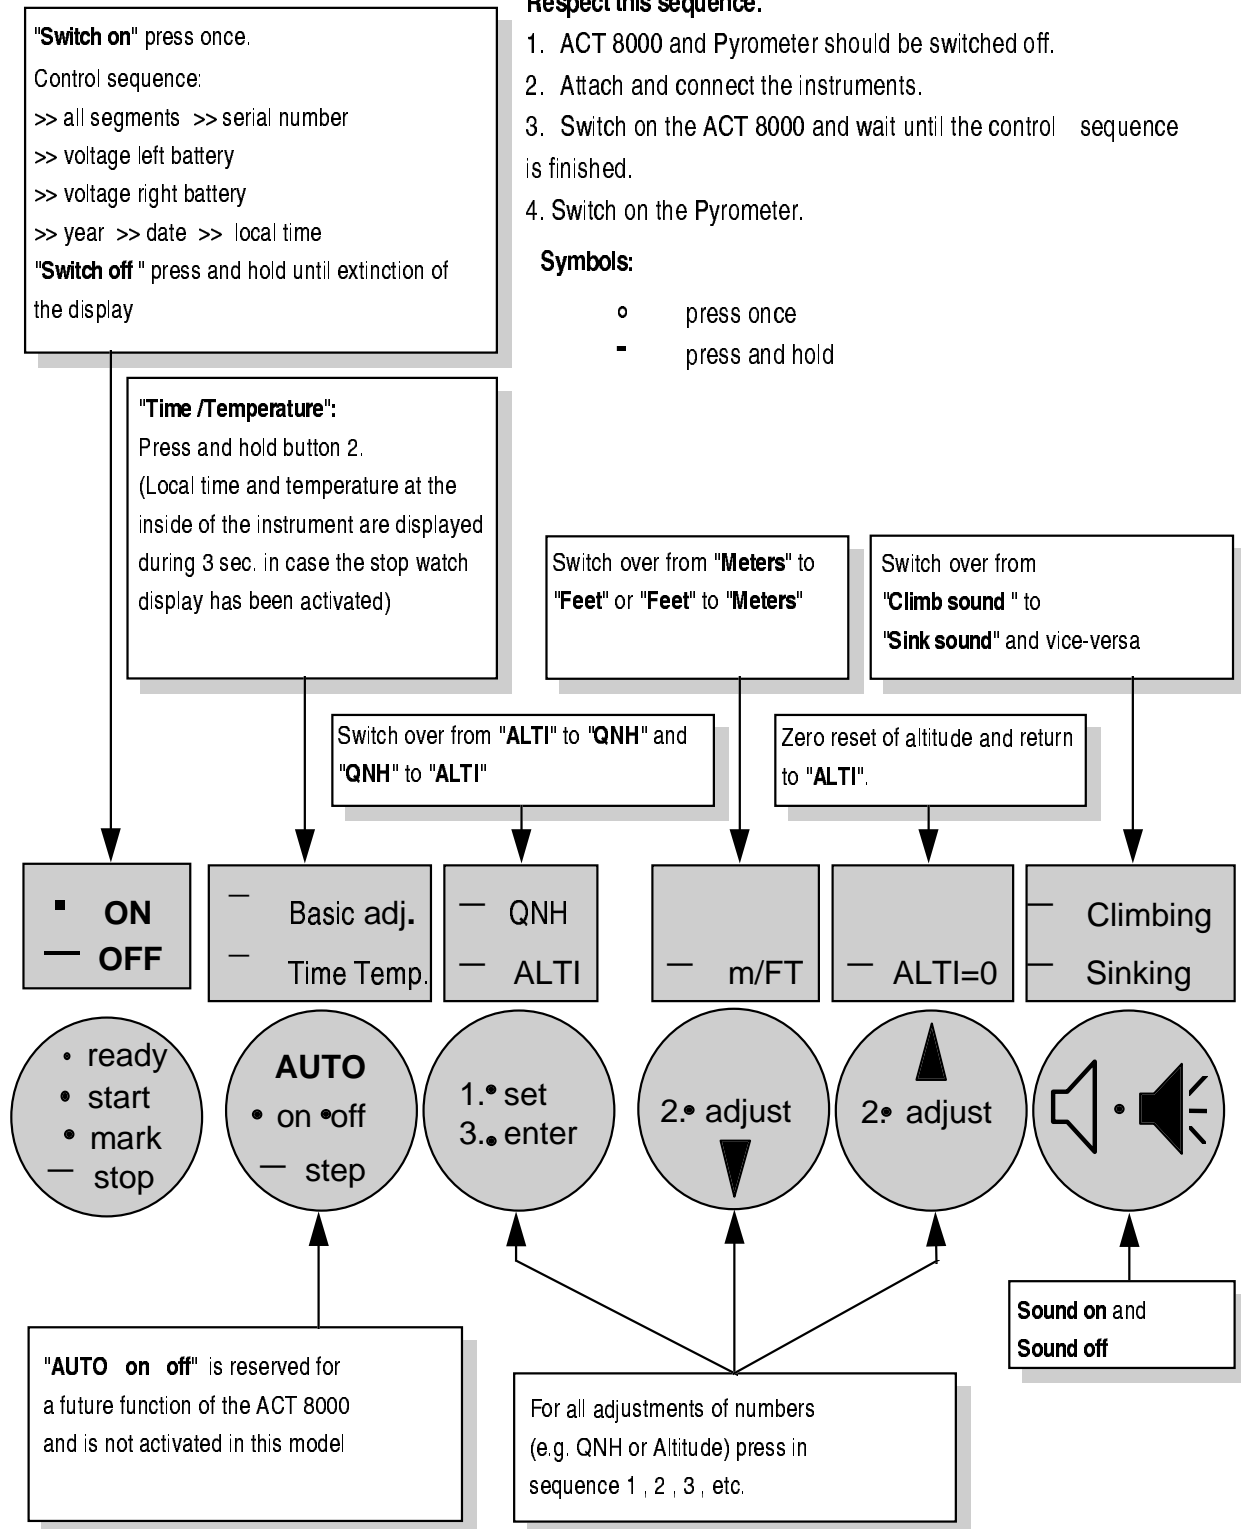 Respect this sequence.
1. ACT 8000 and Pyrometer should be switched off.
2. Attach and connect the instruments.
3. Switch on the ACT 8000 and wait until the control sequence
is finished.
4. Switch on the Pyrometer.
Symbols:
° press once
- press and hold
"Switch on" press once.
Control sequence:
>> all segments >> serial number
>> voltage left battery
>> voltage right battery
>> year >> date >> local time
"Switch off " press and hold until extinction of
the display
"Time /Temperature":
Press and hold button 2.
(Local time and temperature at the
inside of the instrument are displayed
during 3 sec. in case the stop watch
display has been activated)
Switch over from "Meters" to
"Feet" or "Feet" to "Meters"
Switch over from
"Climb sound " to
"Sink sound" and vice-versa
Switch over from "ALTI" to "QNH" and
"QNH" to "ALTI"
Zero reset of altitude and return
to "ALTI".
ON
— OFF
— Basic adj.
— Time Temp.
— QNH
— ALTI
— m/FT
— ALTI=0
— Climbing
— Sinking
• ready
• start
• mark
— stop
AUTO
• on •off
— step
1.• set
3.• enter
2.• adjust
2.• adjust
"AUTO on off" is reserved for
a future function of the ACT 8000
and is not activated in this model
For all adjustments of numbers
(e.g. QNH or Altitude) press in
sequence 1 , 2 , 3 , etc.
Sound on and
Sound off